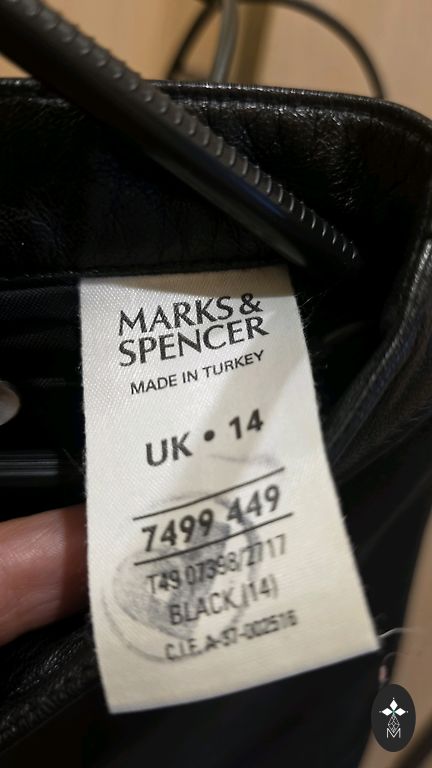 MARKS &
SPENCER
MADE IN TURKEY
UK • 14
7499 449
T49 07398/2717
BLACK (14)
C.I.F. A-37-002516
M